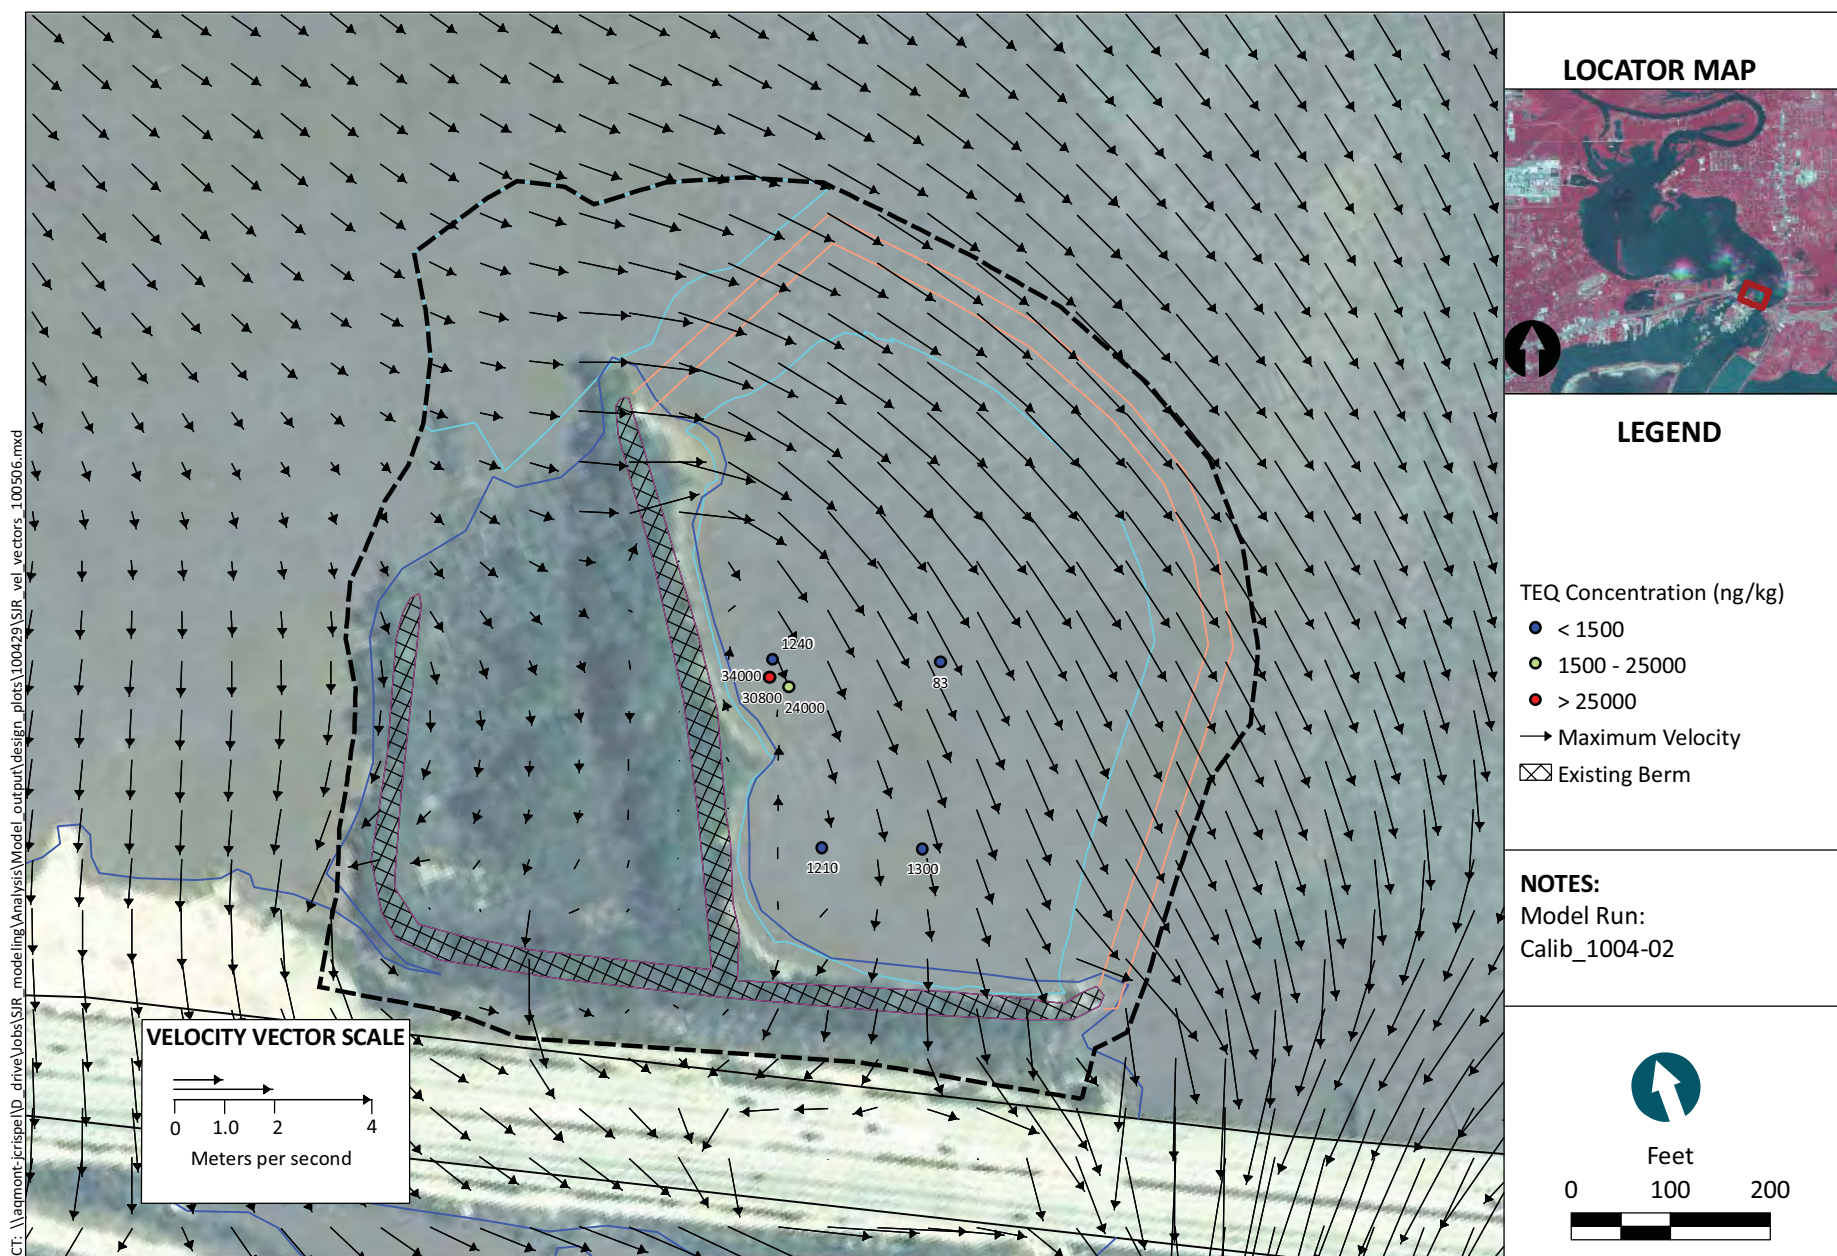 LOCATOR MAP
LEGEND
TEQ Concentration (ng/kg)
< 1500
1500 - 25000
> 25000
Maximum Velocity
Existing Berm
NOTES:
Model Run:
Calib_1004-02
Feet
0 100 200
1240
34000
30800
24000
83
1210
1300
VELOCITY VECTOR SCALE
0 1.0 2 4
Meters per second
CT: \\aqmont-jcrispel\D_drive\Jobs\SJR_modeling\Analysis\Model_output\design_plots\100429\SJR_vel_vectors_100506.mxd